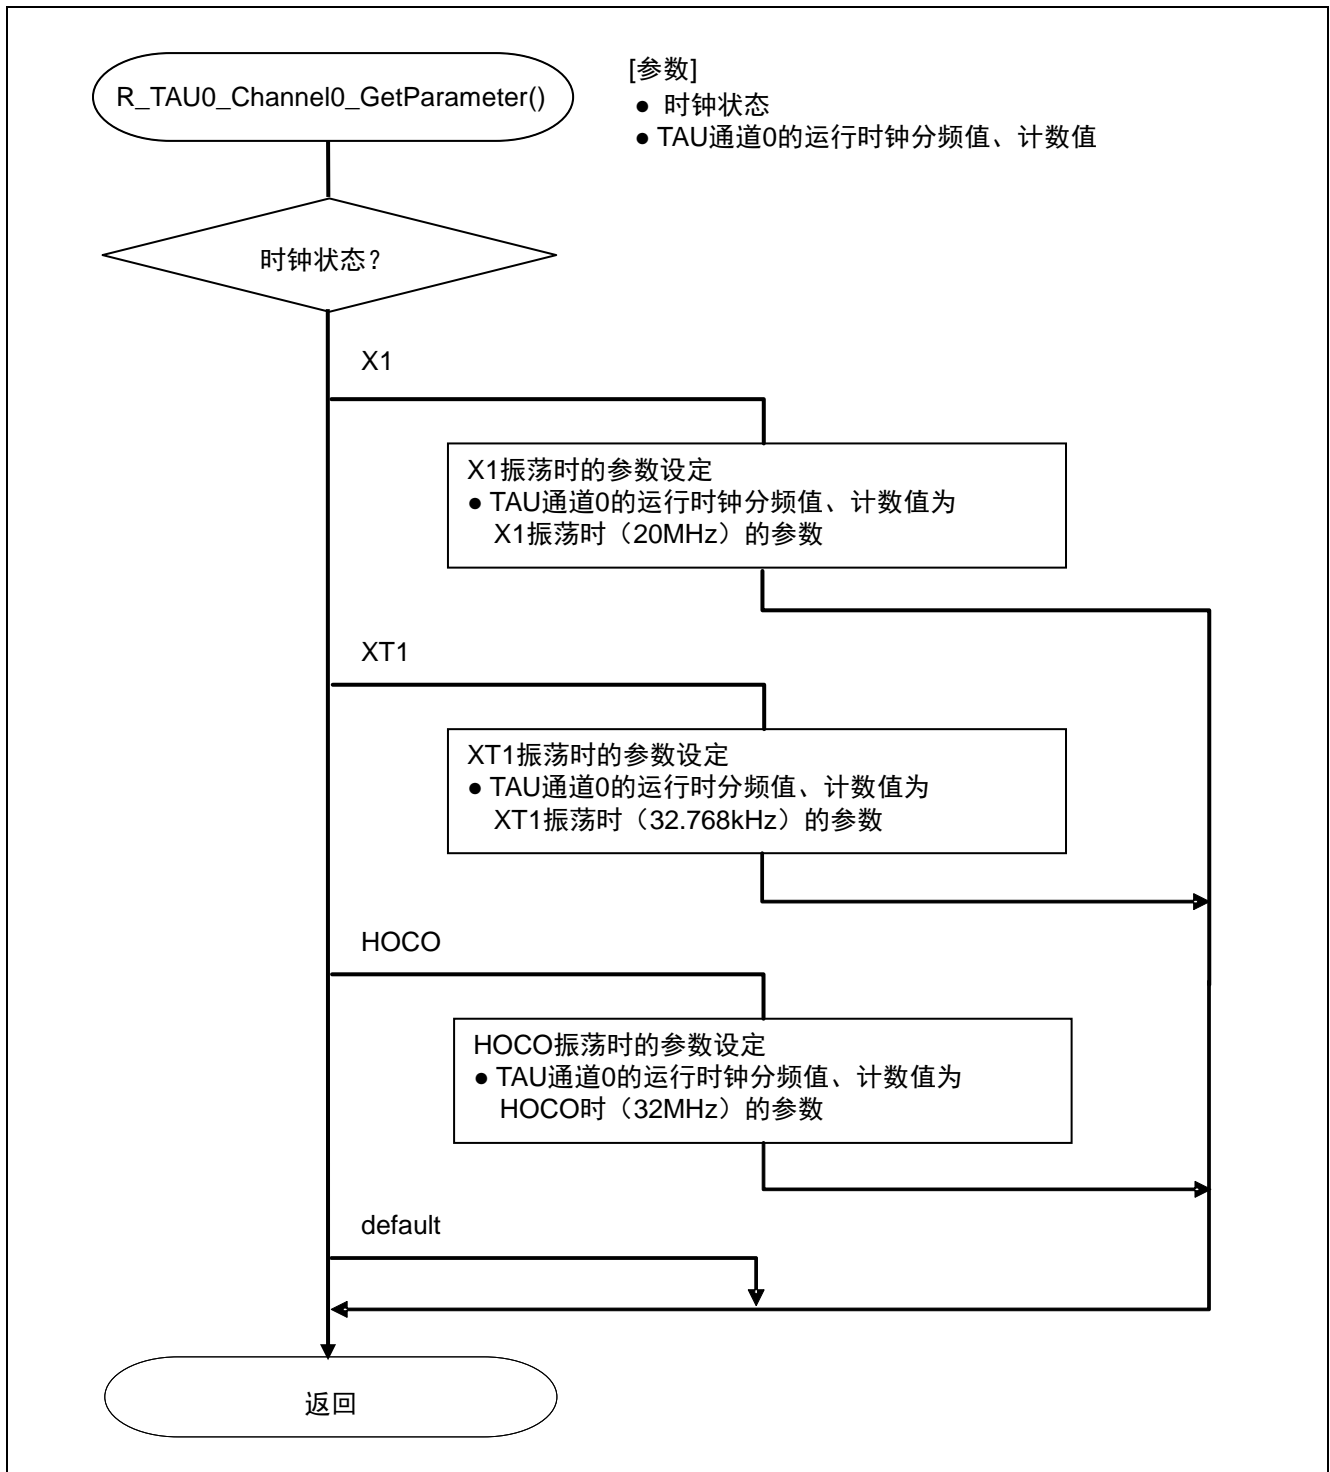 R_TAU0_Channel0_GetParameter()
[参数]
● 时钟状态
● TAU通道0的运行时钟分频值、计数值
时钟状态？
X1
X1振荡时的参数设定
● TAU通道0的运行时钟分频值、计数值为
X1振荡时（20MHz）的参数
XT1
XT1振荡时的参数设定
● TAU通道0的运行时分频值、计数值为
XT1振荡时（32.768kHz）的参数
HOCO
HOCO振荡时的参数设定
● TAU通道0的运行时钟分频值、计数值为
HOCO时（32MHz）的参数
default
返回